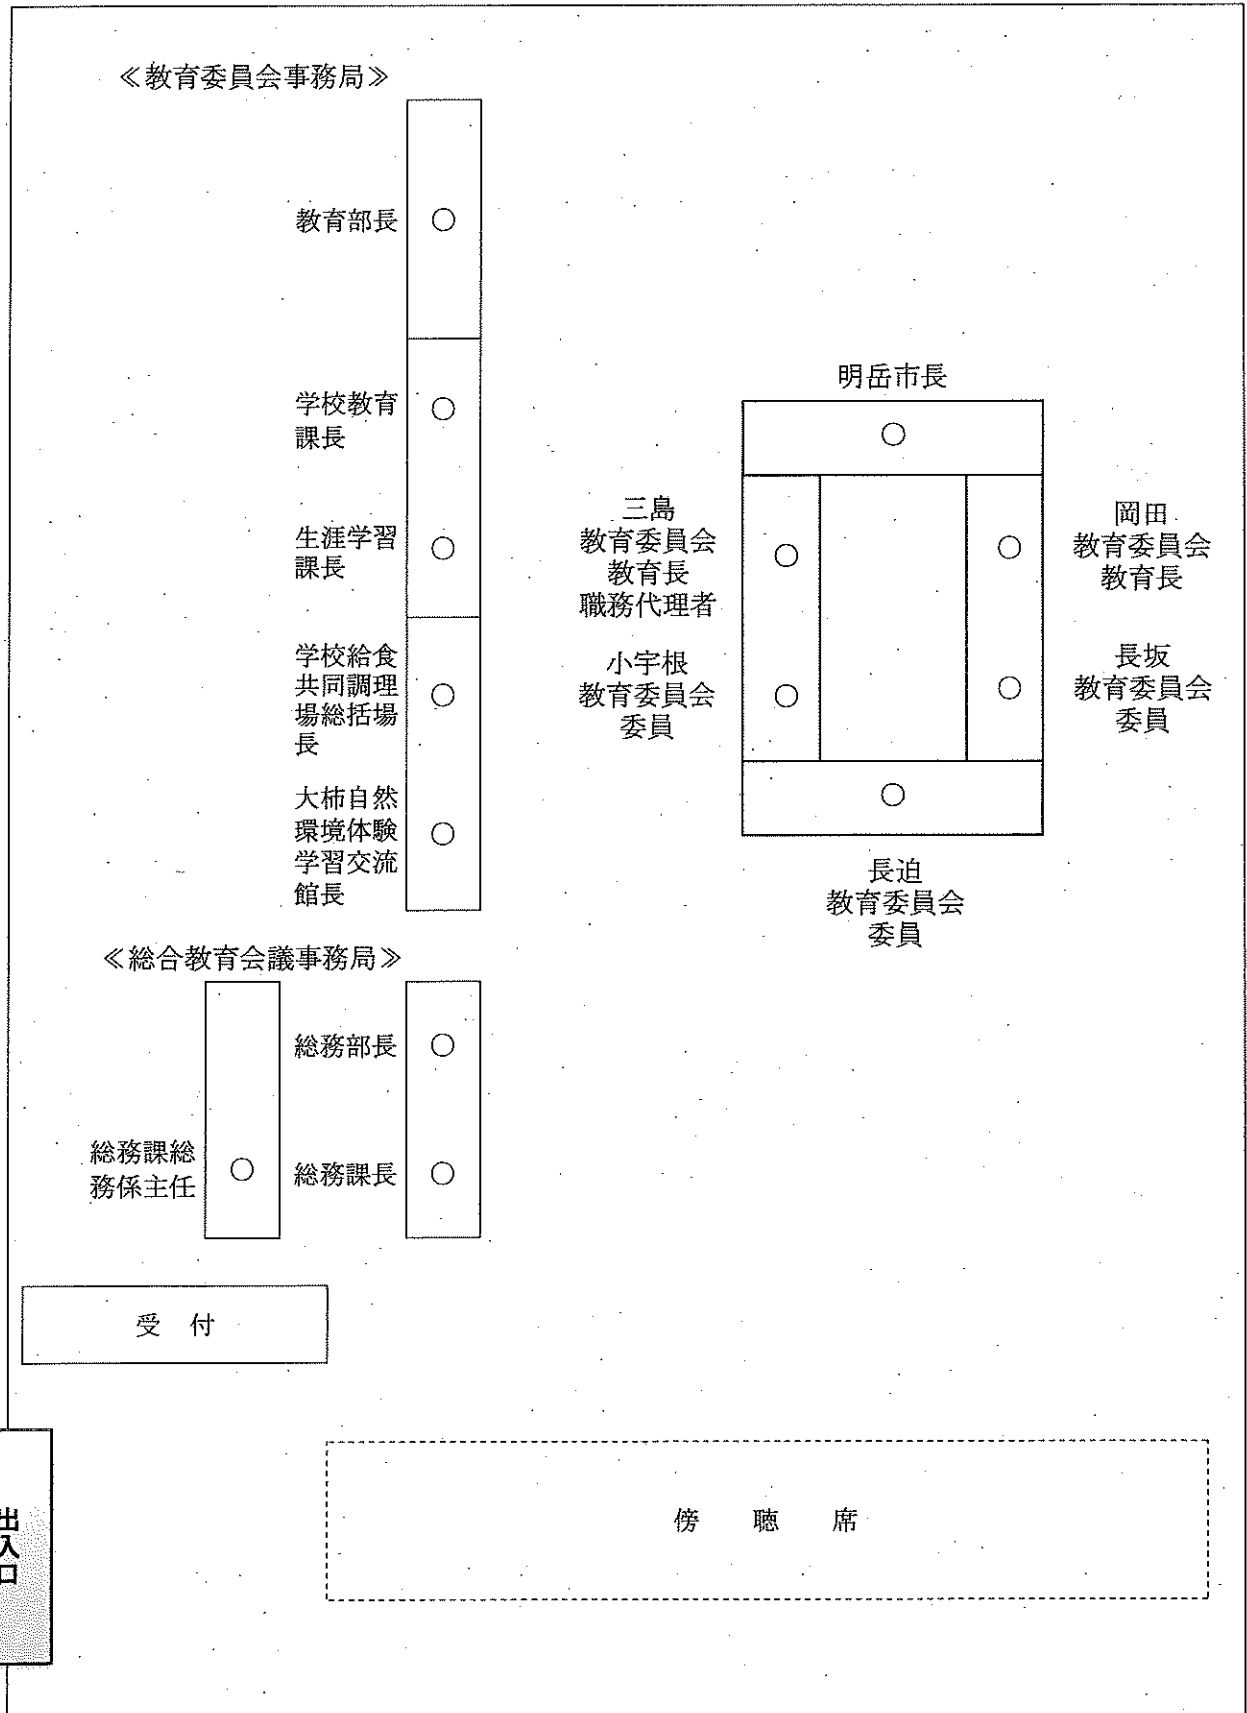 ≪教育委員会事務局≫
教育部長
学校教育
課長
生涯学習
課長
学校給食
共同調理
場総括場
長
大柿自然
環境体験
学習交流
館長
明岳市長
三島
教育委員会
教育長
職務代理者
小宇根
教育委員会
委員
岡田
教育委員会
教育長
長坂
教育委員会
委員
長迫
教育委員会
委員
≪総合教育会議事務局≫
総務部長
総務課総
務係主任
総務課長
受 付
出入口
傍 聴 席